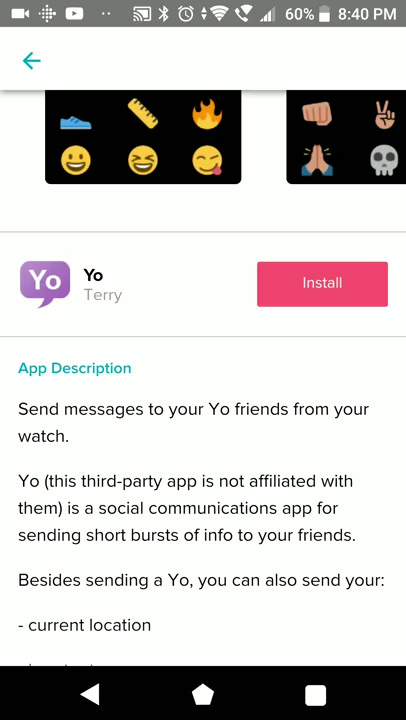 60% 8:40 PM
Yo
Yo
Terry
Install
App Description
Send messages to your Yo friends from your
watch.
Yo (this third-party app is not affiliated with
them) is a social communications app for
sending short bursts of info to your friends.
Besides sending a Yo, you can also send your:
- current location